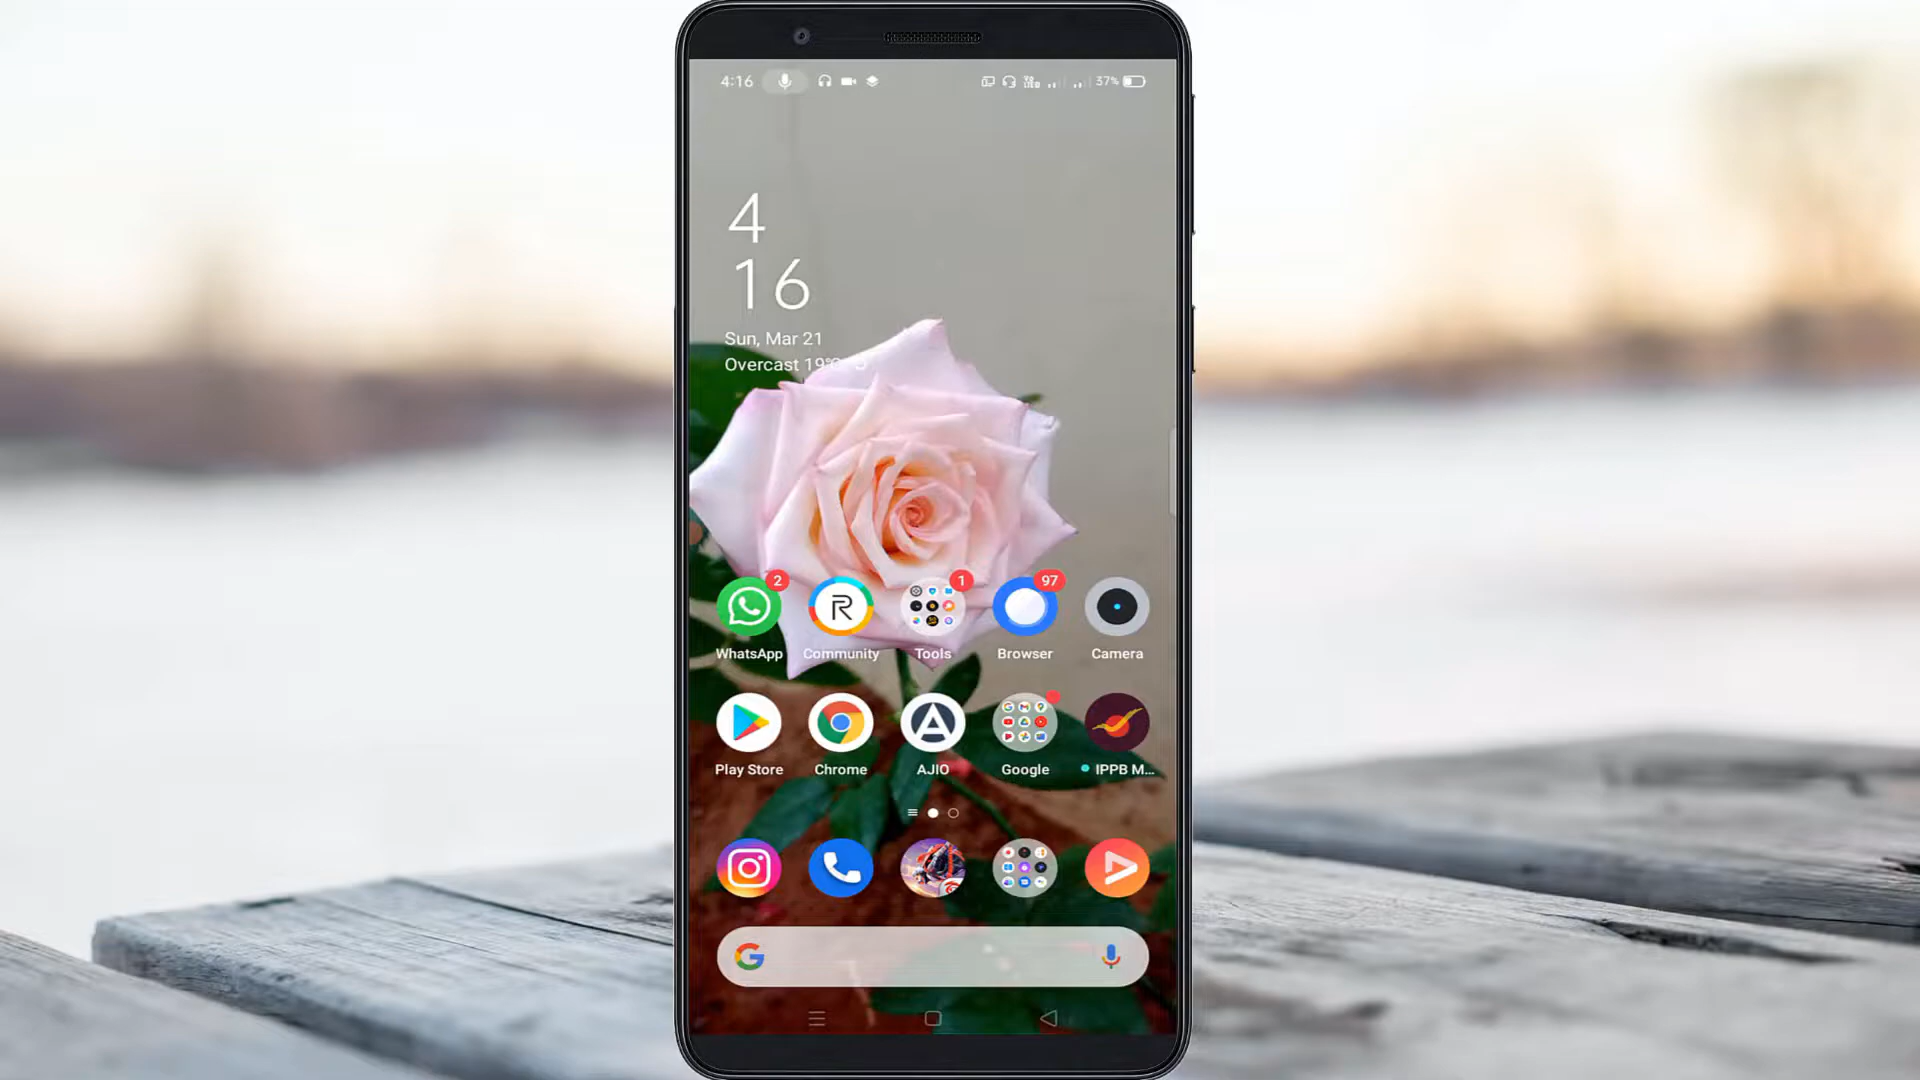 4:16
37%
4
16
Sun, Mar 21
Overcast 19°C
2
1
97
WhatsApp
Community
Tools
Browser
Camera
Play Store
Chrome
AJIO
Google
IPPB M...